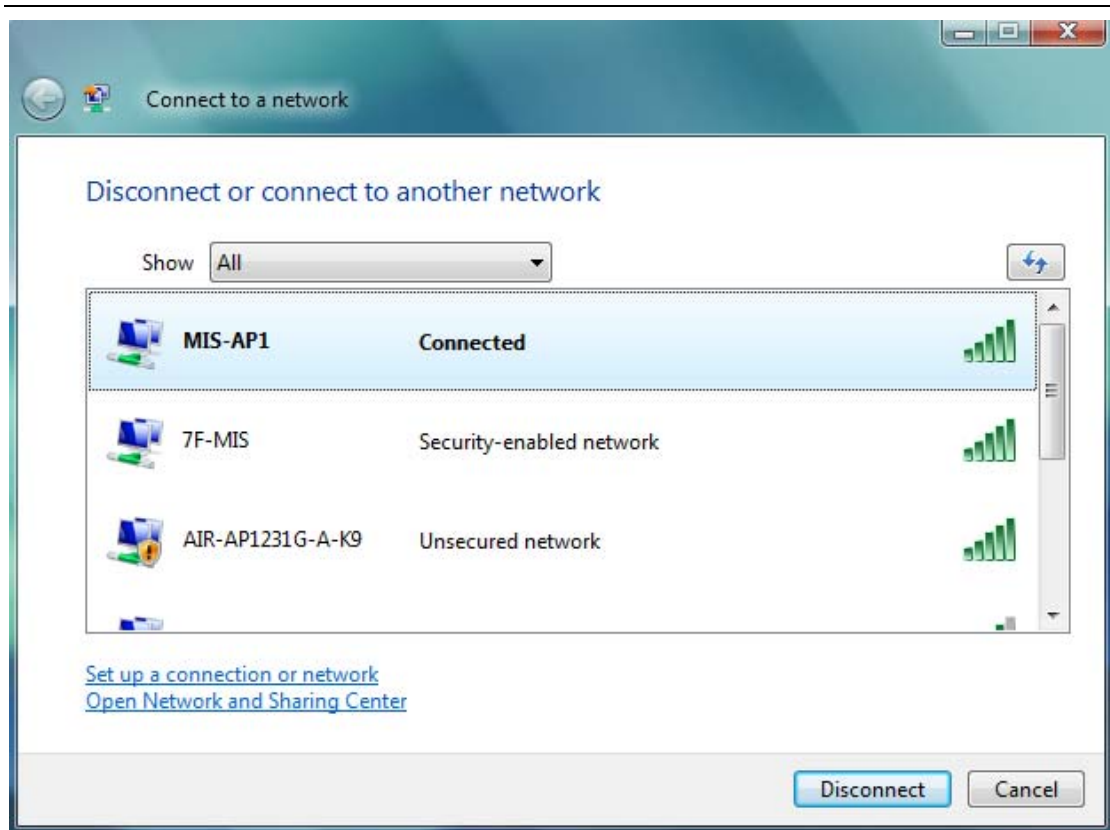 Connect to a network
Disconnect or connect to another network
Show All
MIS-AP1 Connected
7F-MIS Security-enabled network
AIR-AP1231G-A-K9 Unsecured network
Set up a connection or network
Open Network and Sharing Center
Disconnect Cancel